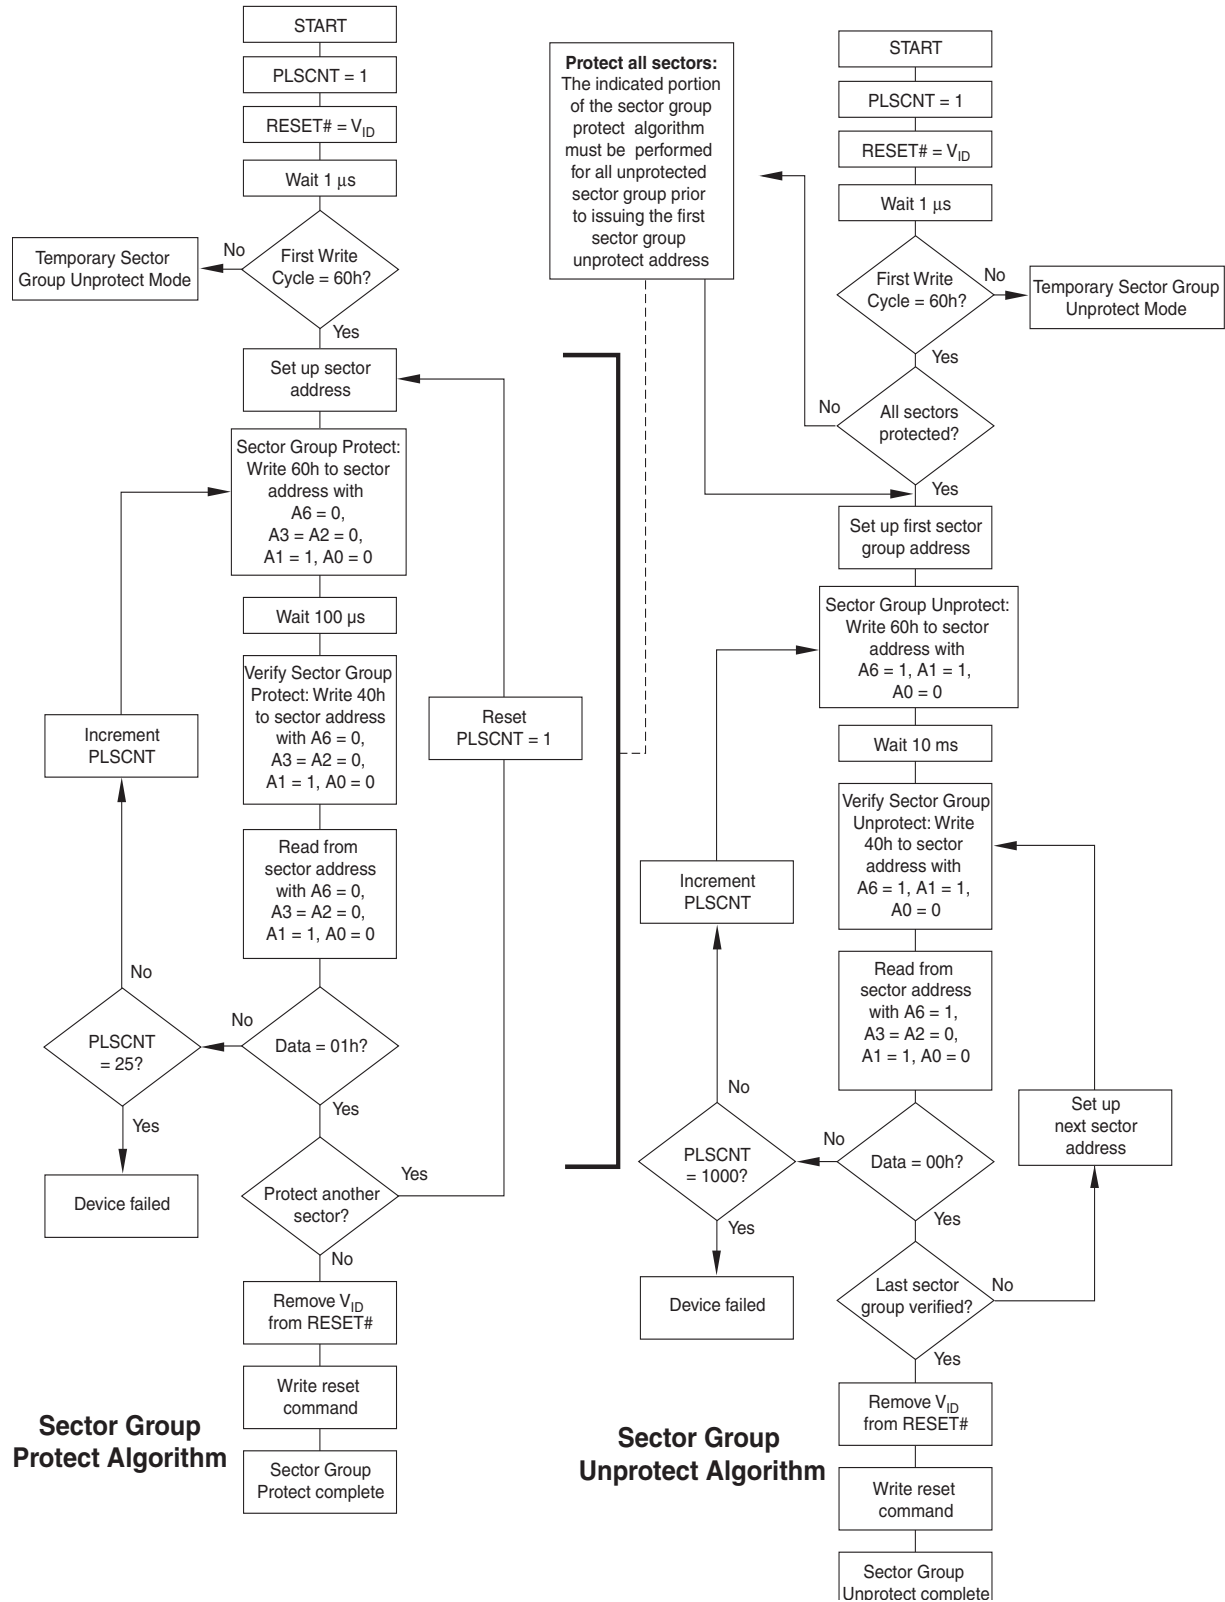 START
PLSCNT = 1
RESET# = VID
Wait 1 μs
First Write
Cycle = 60h?
No
Temporary Sector
Group Unprotect Mode
Yes
Set up sector
address
Sector Group Protect:
Write 60h to sector
address with
A6 = 0,
A3 = A2 = 0,
A1 = 1, A0 = 0
Wait 100 µs
Verify Sector Group
Protect: Write 40h
to sector address
with A6 = 0,
A3 = A2 = 0,
A1 = 1, A0 = 0
Increment
PLSCNT
Reset
PLSCNT = 1
Read from
sector address
with A6 = 0,
A3 = A2 = 0,
A1 = 1, A0 = 0
No
PLSCNT
= 25?
No
Data = 01h?
Yes
Yes
Device failed
Protect another
sector?
Yes
No
Remove VID
from RESET#
Write reset
command
Sector Group
Protect complete
Sector Group
Protect Algorithm
Protect all sectors:
The indicated portion
of the sector group
protect algorithm
must be performed
for all unprotected
sector group prior
to issuing the first
sector group
unprotect address
START
PLSCNT = 1
RESET# = VID
Wait 1 μs
First Write
Cycle = 60h?
No
Temporary Sector Group
Unprotect Mode
Yes
All sectors
protected?
No
Yes
Set up first sector
group address
Sector Group Unprotect:
Write 60h to sector
address with
A6 = 1, A1 = 1,
A0 = 0
Wait 10 ms
Verify Sector Group
Unprotect: Write
40h to sector
address with
A6 = 1, A1 = 1,
A0 = 0
Increment
PLSCNT
Read from
sector address
with A6 = 1,
A3 = A2 = 0,
A1 = 1, A0 = 0
No
Set up
next sector
address
PLSCNT
= 1000?
No
Data = 00h?
Yes
Yes
Device failed
Last sector
group verified?
No
Yes
Remove VID
from RESET#
Write reset
command
Sector Group
Unprotect complete
Sector Group
Unprotect Algorithm